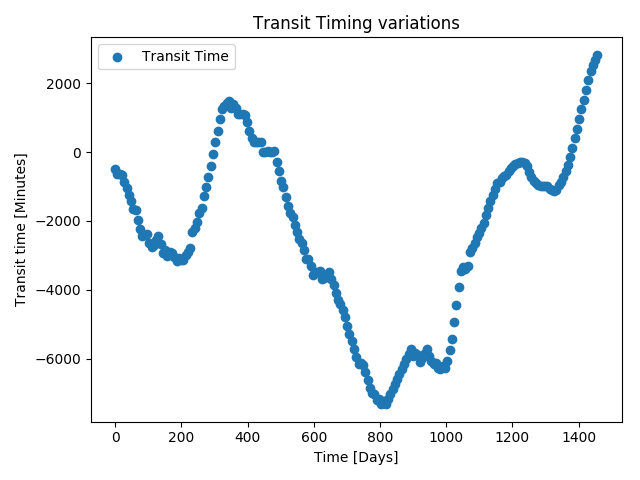 Transit Timing variations
Transit Time
2000
0
−2000
−4000
−6000
Transit time [Minutes]
0 200 400 600 800 1000 1200 1400
Time [Days]